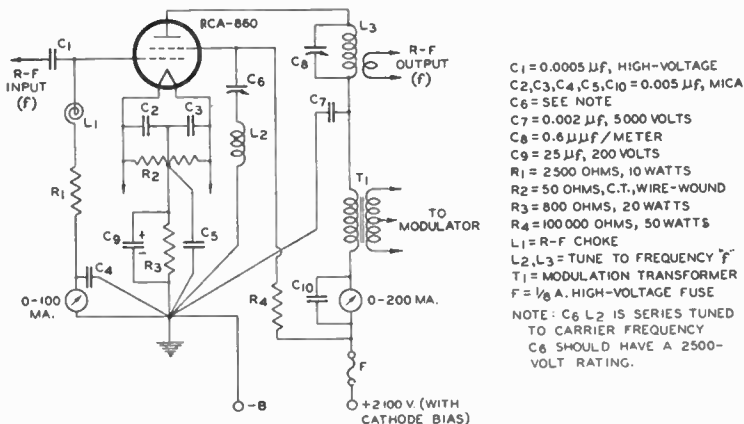 RCA-860
C1
R-F
INPUT
(f)
L1
R1
C4
0-100
MA.
C2
C3
R2
C9
+
-
R3
C5
C6
L2
R4
C7
C8
L3
R-F
OUTPUT
(f)
T1
TO
MODULATOR
C10
0-200 MA.
F
-B
+2100 V. (WITH
CATHODE BIAS)
C1=0.0005 µf, HIGH-VOLTAGE
C2,C3,C4,C5,C10=0.005 µf, MICA
C6=SEE NOTE
C7=0.002 µf, 5000 VOLTS
C8=0.6 µµf/METER
C9=25 µf, 200 VOLTS
R1=2500 OHMS, 10 WATTS
R2=50 OHMS, C.T., WIRE-WOUND
R3=800 OHMS, 20 WATTS
R4=100000 OHMS, 50 WATTS
L1=R-F CHOKE
L2,L3=TUNE TO FREQUENCY "f"
T1=MODULATION TRANSFORMER
F=1/8 A. HIGH-VOLTAGE FUSE
NOTE: C6 L2 IS SERIES TUNED
TO CARRIER FREQUENCY
C6 SHOULD HAVE A 2500-
VOLT RATING.